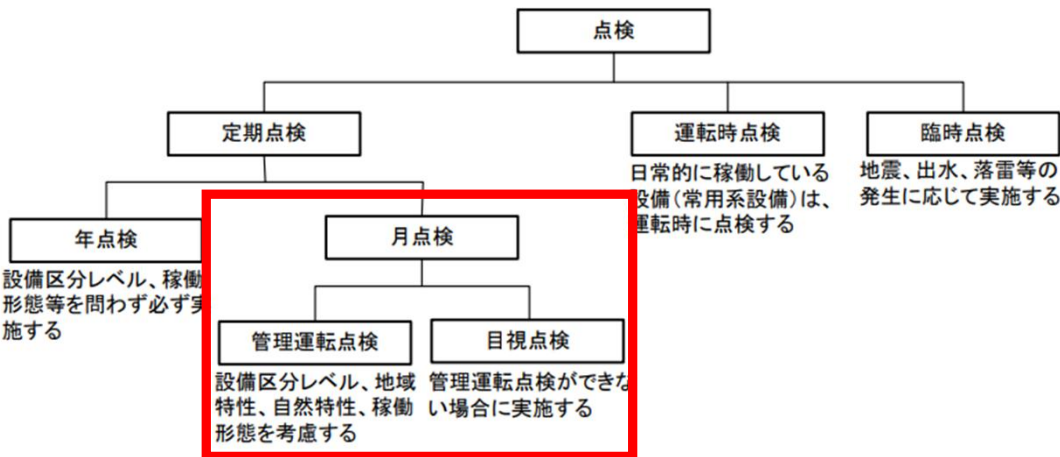 点検
定期点検
運転時点検
臨時点検
日常的に稼働している
設備(常用系設備)は、
運転時に点検する
地震、出水、落雷等の
発生に応じて実施する
年点検
月点検
設備区分レベル、稼働
形態等を問わず必ず実
施する
管理運転点検
目視点検
設備区分レベル、地域
特性、自然特性、稼働
形態を考慮する
管理運転点検ができな
い場合に実施する